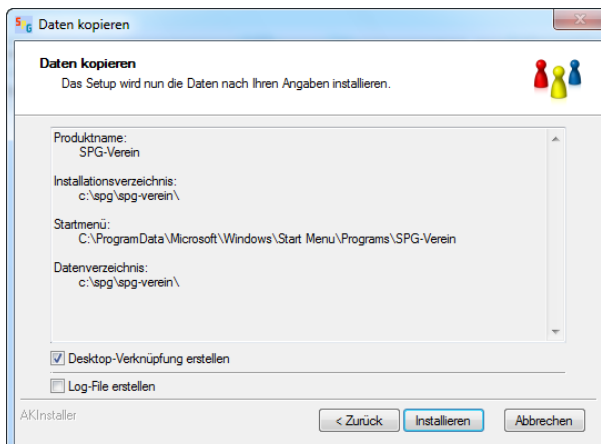 SPG Daten kopieren
Daten kopieren
Das Setup wird nun die Daten nach Ihren Angaben installieren.
Produktname:
SPG-Verein
Installationsverzeichnis:
c:\spg\spg-verein\
Startmenü:
C:\ProgramData\Microsoft\Windows\Start Menu\Programs\SPG-Verein
Datenverzeichnis:
c:\spg\spg-verein\
Desktop-Verknüpfung erstellen
Log-File erstellen
AKInstaller
< Zurück Installieren Abbrechen